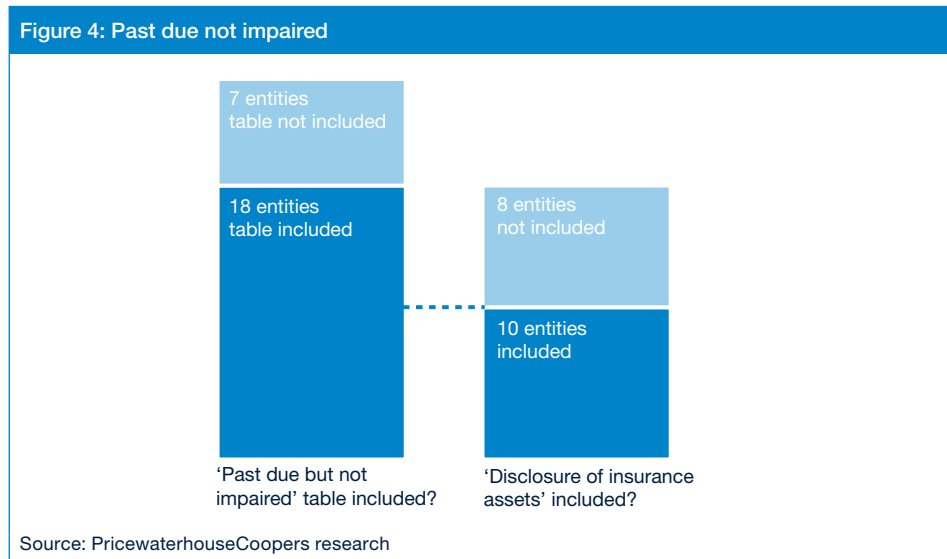 Figure 4: Past due not impaired
7 entities
table not included
18 entities
table included
8 entities
not included
10 entities
included
‘Past due but not
impaired’ table included?
‘Disclosure of insurance
assets’ included?
Source: PricewaterhouseCoopers research